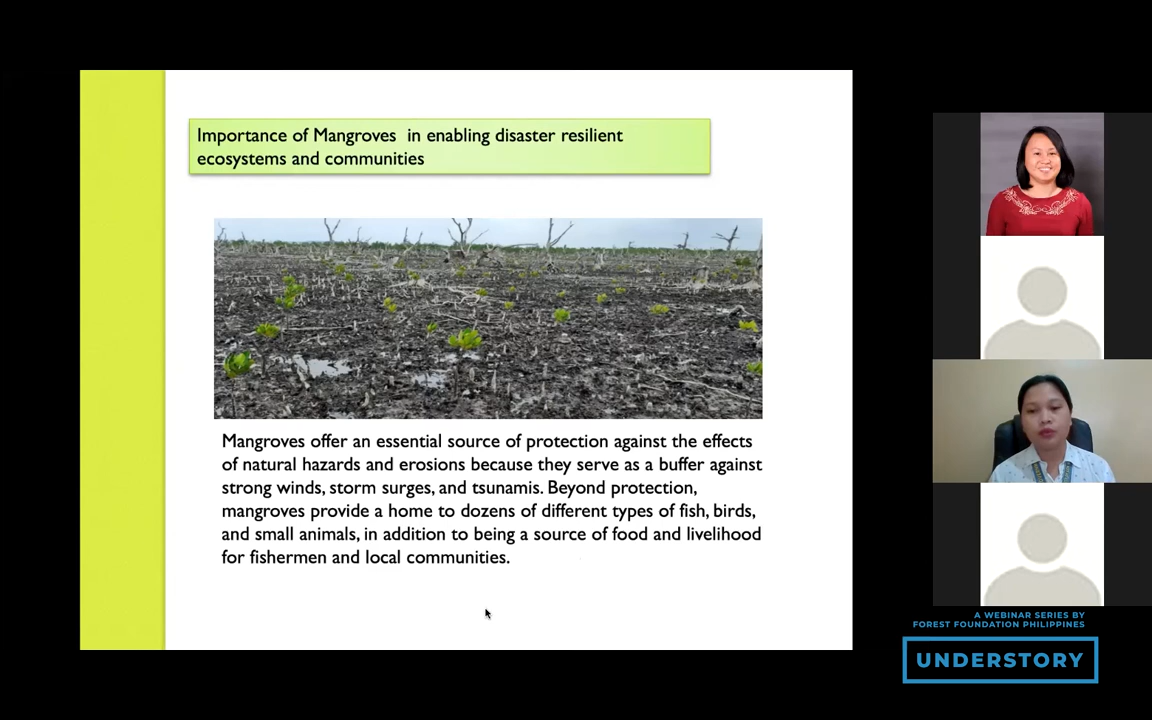 Importance of Mangroves in enabling disaster resilient
ecosystems and communities
Mangroves offer an essential source of protection against the effects
of natural hazards and erosions because they serve as a buffer against
strong winds, storm surges, and tsunamis. Beyond protection,
mangroves provide a home to dozens of different types of fish, birds,
and small animals, in addition to being a source of food and livelihood
for fishermen and local communities.
A WEBINAR SERIES BY
FOREST FOUNDATION PHILIPPINES
UNDERSTORY